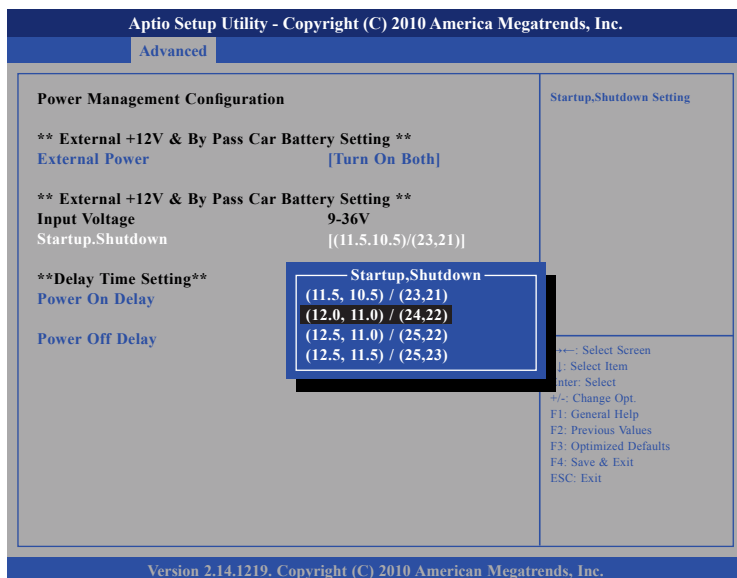 Aptio Setup Utility - Copyright (C) 2010 America Megatrends, Inc.
Advanced
Power Management Configuration
** External +12V & By Pass Car Battery Setting **
External Power [Turn On Both]
** External +12V & By Pass Car Battery Setting **
Input Voltage 9-36V
Startup.Shutdown [(11.5.10.5)/(23,21)]
**Delay Time Setting**
Power On Delay
Power Off Delay
Startup,Shutdown
(11.5, 10.5) / (23,21)
(12.0, 11.0) / (24,22)
(12.5, 11.0) / (25,22)
(12.5, 11.5) / (25,23)
Startup,Shutdown Setting
→←: Select Screen
↓: Select Item
Enter: Select
+/-: Change Opt.
F1: General Help
F2: Previous Values
F3: Optimized Defaults
F4: Save & Exit
ESC: Exit
Version 2.14.1219. Copyright (C) 2010 American Megatrends, Inc.